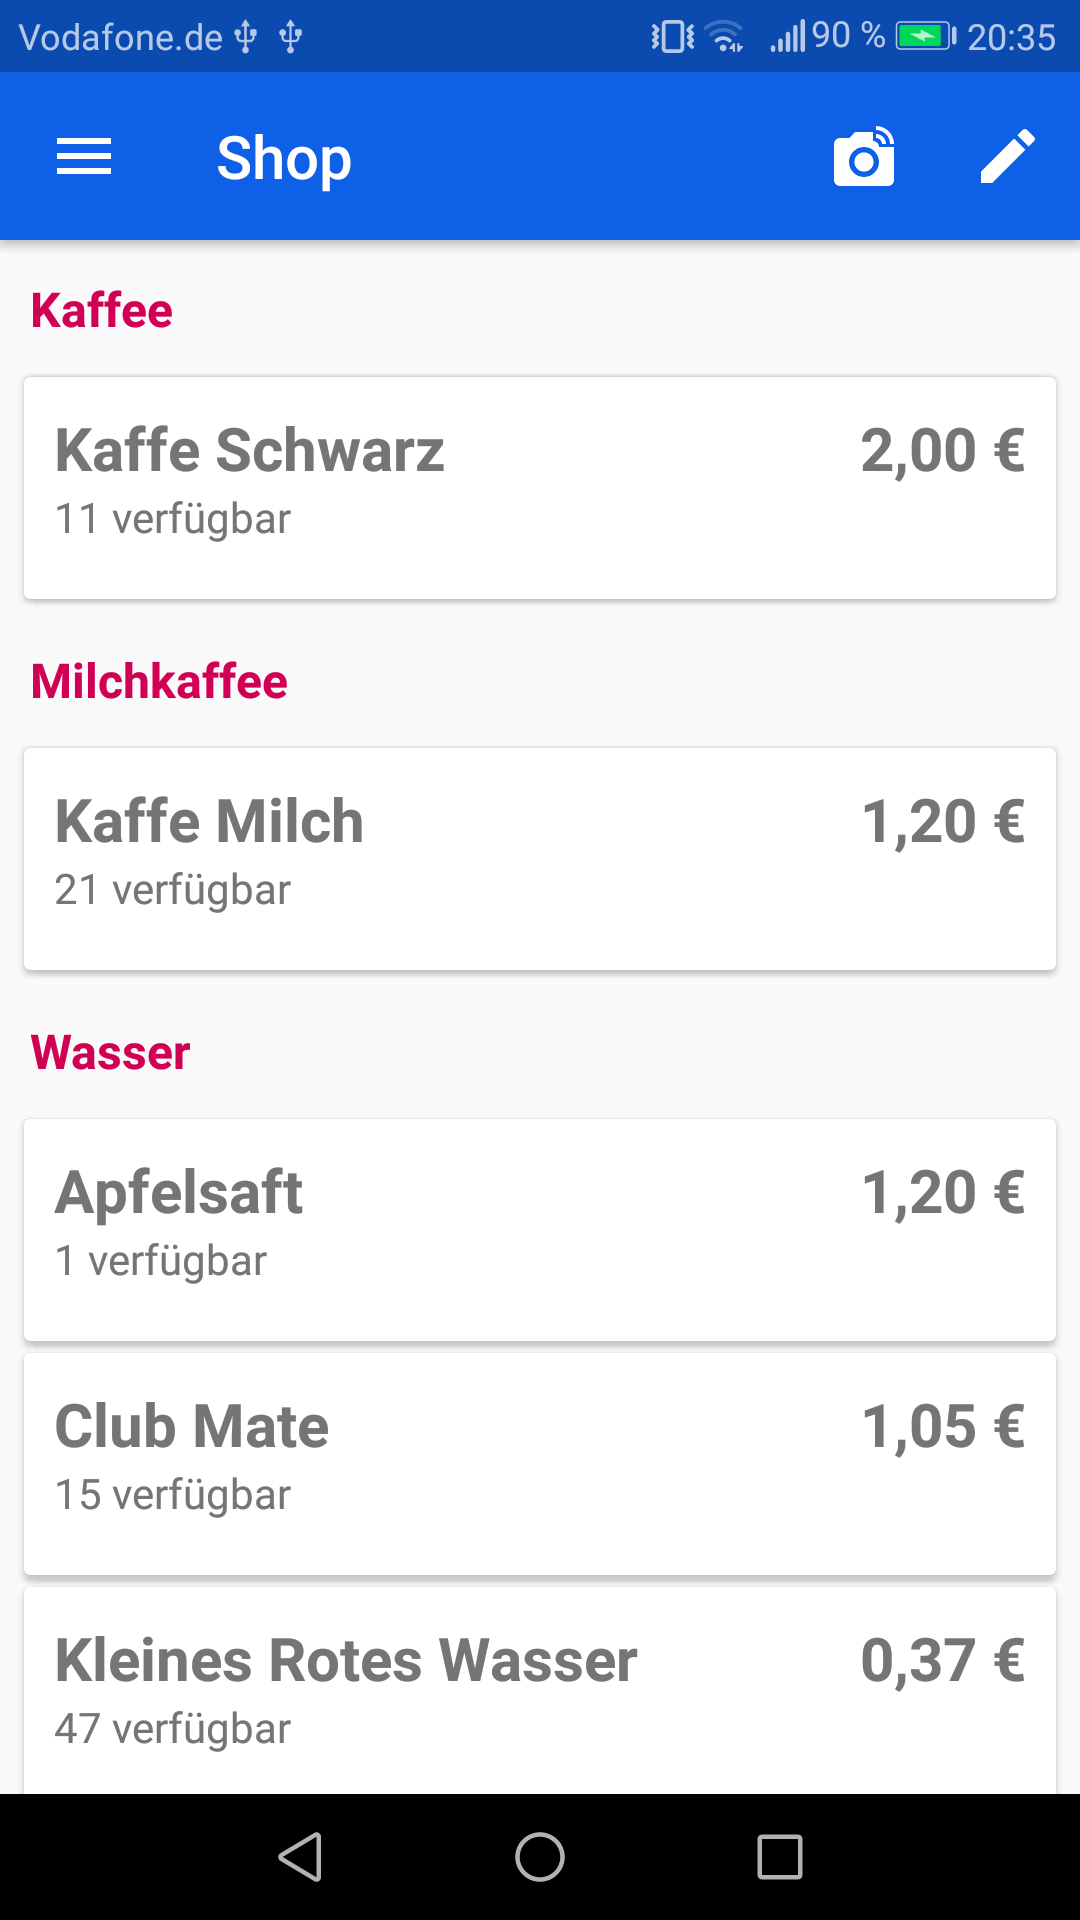 Vodafone.de 90 % 20:35
Shop
Kaffee
Kaffe Schwarz 2,00 €
11 verfügbar
Milchkaffee
Kaffe Milch 1,20 €
21 verfügbar
Wasser
Apfelsaft 1,20 €
1 verfügbar
Club Mate 1,05 €
15 verfügbar
Kleines Rotes Wasser 0,37 €
47 verfügbar